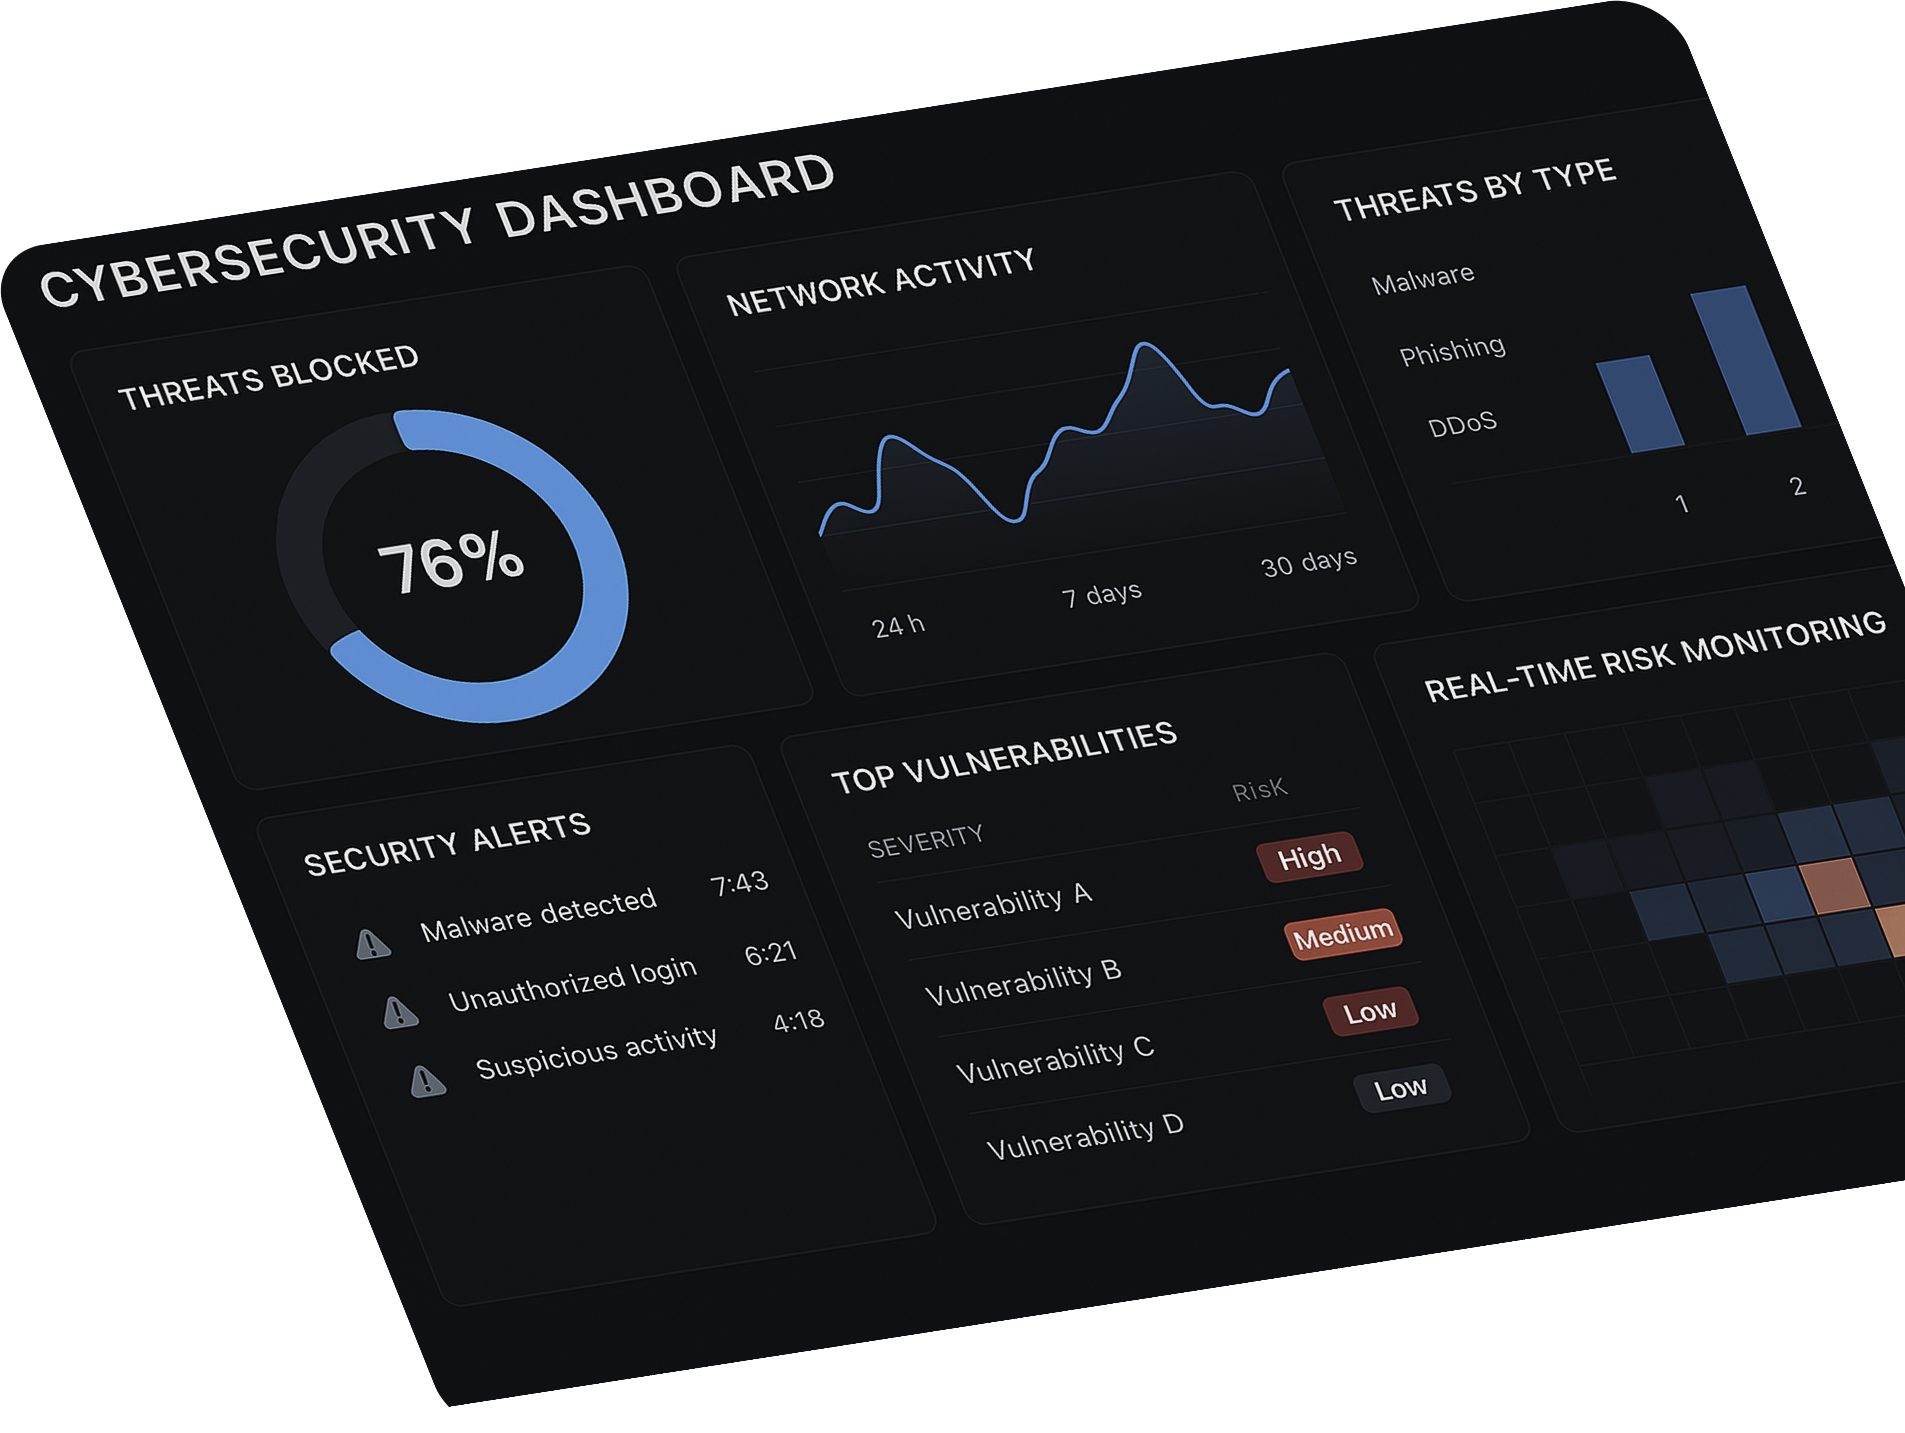 CYBERSECURITY DASHBOARD
THREATS BLOCKED
76%
NETWORK ACTIVITY
24 h
7 days
30 days
THREATS BY TYPE
Malware
Phishing
DDoS
1
2
SECURITY ALERTS
Malware detected 7:43
Unauthorized login 6:21
Suspicious activity 4:18
TOP VULNERABILITIES
SEVERITY RisK
Vulnerability A High
Vulnerability B Medium
Vulnerability C Low
Vulnerability D Low
REAL-TIME RISK MONITORING